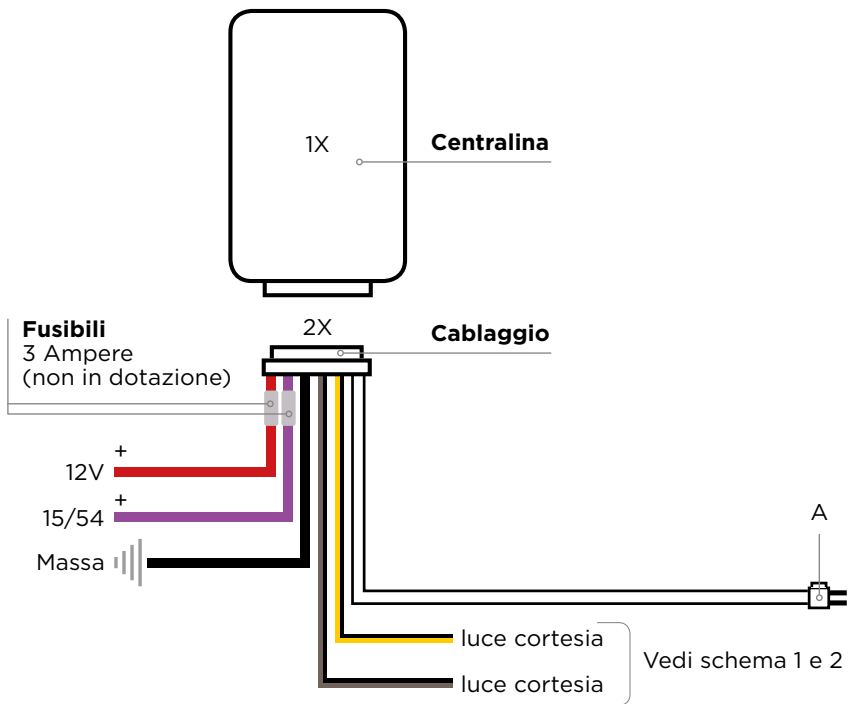 1X
Centralina
Fusibili
3 Ampere
(non in dotazione)
2X
Cablaggio
+
12V
+
15/54
A
Massa
luce cortesia
Vedi schema 1 e 2
luce cortesia